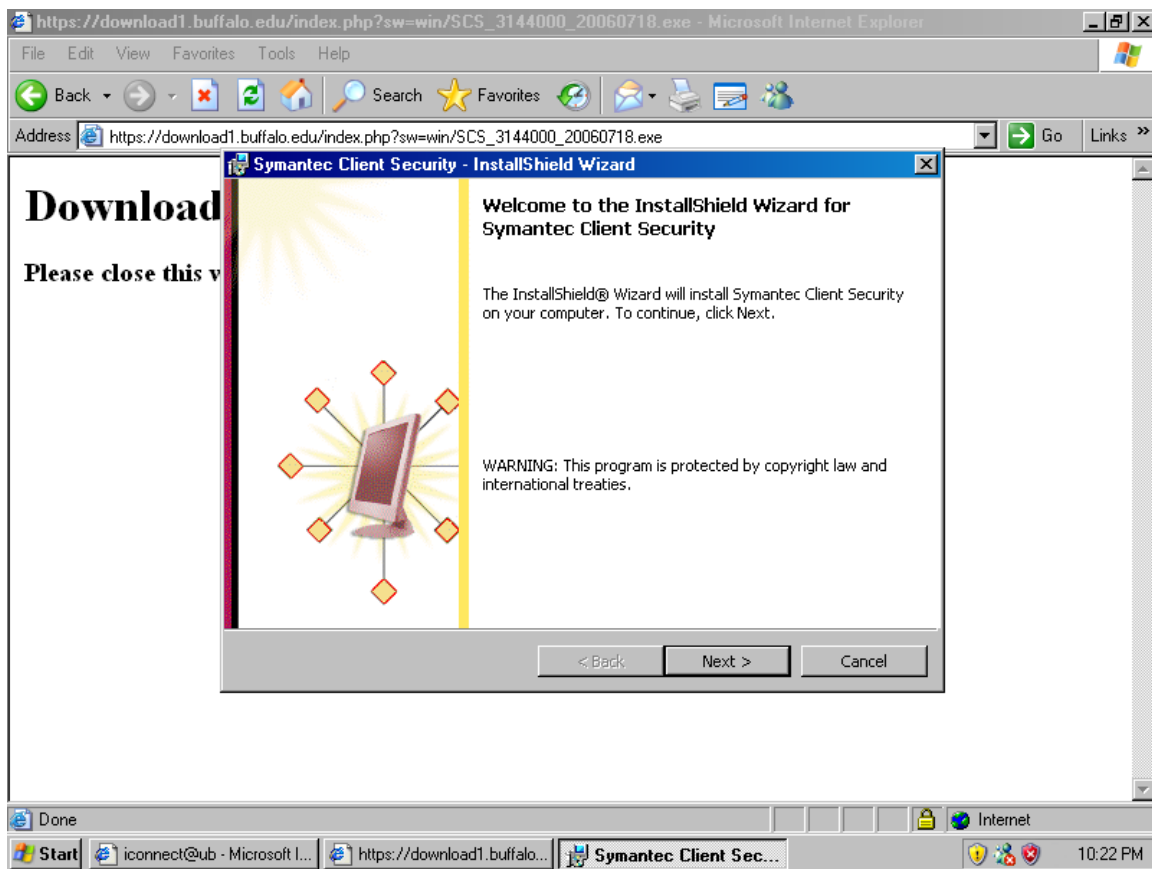 https://download1.buffalo.edu/index.php?sw=win/SCS_3144000_20060718.exe - Microsoft Internet Explorer
File Edit View Favorites Tools Help
Back Search Favorites
Address https://download1.buffalo.edu/index.php?sw=win/SCS_3144000_20060718.exe Go Links »
Symantec Client Security - InstallShield Wizard
Download
Please close this
Welcome to the InstallShield Wizard for
Symantec Client Security
The InstallShield® Wizard will install Symantec Client Security
on your computer. To continue, click Next.
WARNING: This program is protected by copyright law and
international treaties.
< Back Next > Cancel
Done Internet
Start iconnect@ub - Microsoft I... https://download1.buffalo... Symantec Client Sec... 10:22 PM